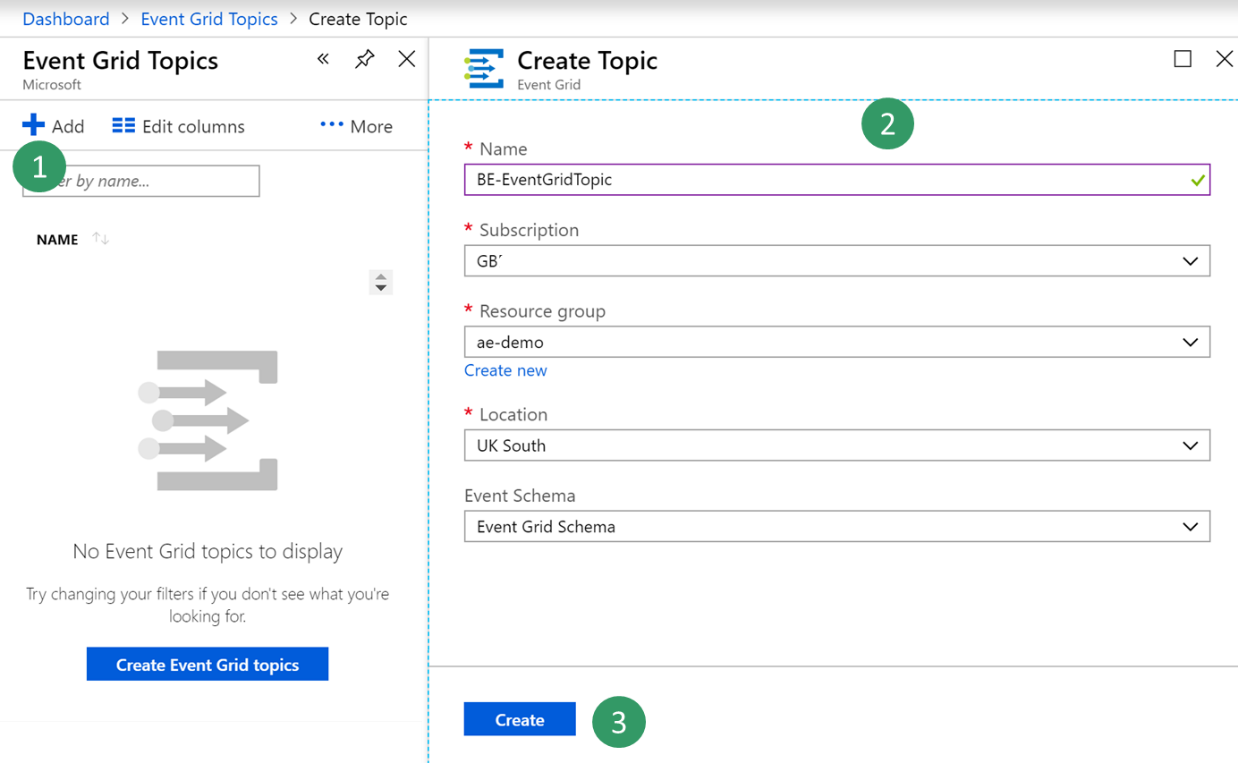 Dashboard > Event Grid Topics > Create Topic
Event Grid Topics
Microsoft
Add
Edit columns
More
1
by name...
NAME
No Event Grid topics to display
Try changing your filters if you don't see what you're
looking for.
Create Event Grid topics
Create Topic
Event Grid
2
* Name
BE-EventGridTopic
* Subscription
GB
* Resource group
ae-demo
Create new
* Location
UK South
Event Schema
Event Grid Schema
Create
3